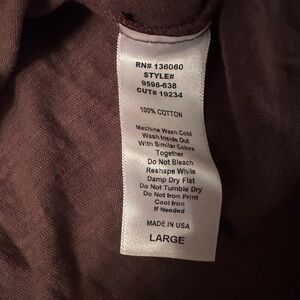 RN# 136060
STYLE#
9598-638
CUT# 19234
100% COTTON
Machine Wash Cold
Wash Inside Out
With Similar Colors
Together
Do Not Bleach
Reshape While
Damp Dry Flat
Do Not Tumble Dry
Do Not Iron Print
Cool Iron
If Needed
MADE IN USA
LARGE